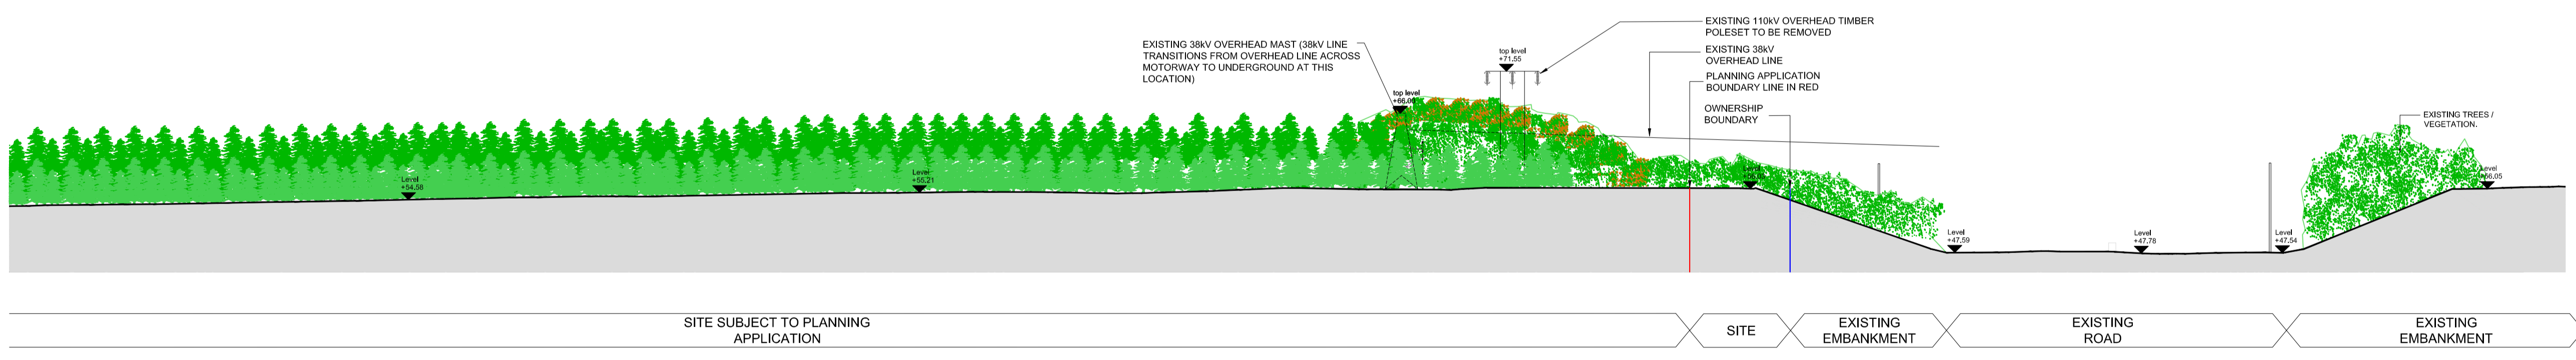 EXISTING 38kV OVERHEAD MAST (38kV LINE
TRANSITIONS FROM OVERHEAD LINE ACROSS
MOTORWAY TO UNDERGROUND AT THIS
LOCATION)
top level
+66.00
top level
+71.55
EXISTING 110kV OVERHEAD TIMBER
POLESET TO BE REMOVED
EXISTING 38kV
OVERHEAD LINE
PLANNING APPLICATION
BOUNDARY LINE IN RED
OWNERSHIP
BOUNDARY
EXISTING TREES /
VEGETATION.
Level
+54.58
Level
+55.21
Level
Level
+47.59
Level
+47.78
Level
+47.54
Level
+56.05
SITE SUBJECT TO PLANNING
APPLICATION
SITE
EXISTING
EMBANKMENT
EXISTING
ROAD
EXISTING
EMBANKMENT